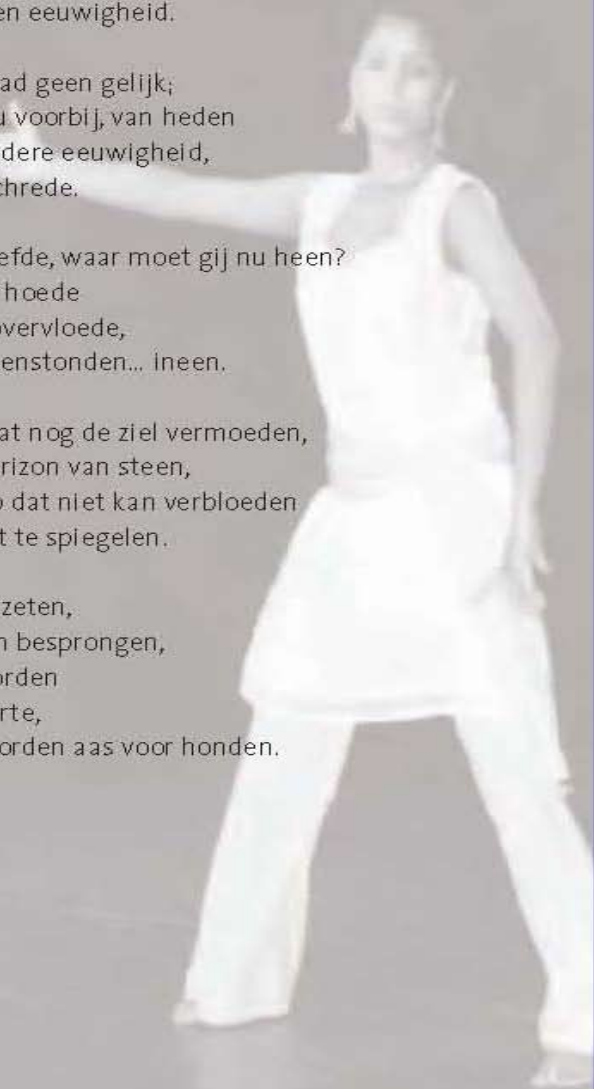 en eeuwigheid.
ad geen gelijk;
u voorbij, van heden
dere eeuwigheid,
chrede.
efde, waar moet gij nu heen?
hoede
overvloede,
enstonden... ineen.
at nog de ziel vermoeden,
rizon van steen,
dat niet kan verbloeden
t te spiegelen.
zeten,
n besprongen,
orden
rte,
orden aas voor honden.